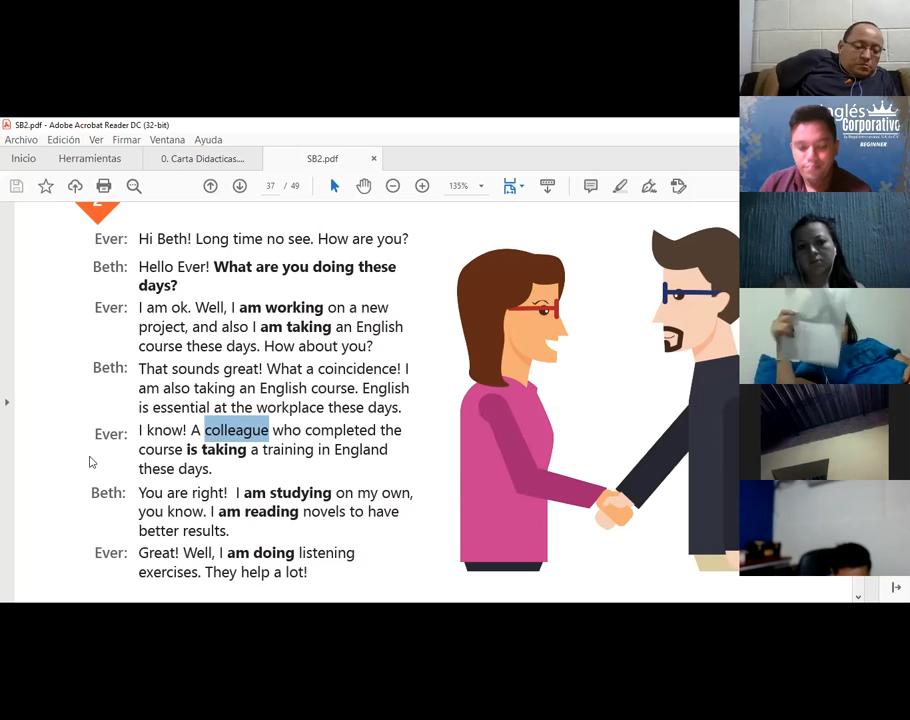 SB2.pdf - Adobe Acrobat Reader DC (32-bit)
Archivo Edición Ver Firmar Ventana Ayuda
Inicio Herramientas 0. Carta Didacticas.... SB2.pdf ×
37 / 49 135%
2
Ever: Hi Beth! Long time no see. How are you?
Beth: Hello Ever! What are you doing these
days?
Ever: I am ok. Well, I am working on a new
project, and also I am taking an English
course these days. How about you?
Beth: That sounds great! What a coincidence! I
am also taking an English course. English
is essential at the workplace these days.
Ever: I know! A colleague who completed the
course is taking a training in England
these days.
Beth: You are right! I am studying on my own,
you know. I am reading novels to have
better results.
Ever: Great! Well, I am doing listening
exercises. They help a lot!
inglés
Corporativo
BEGINNER